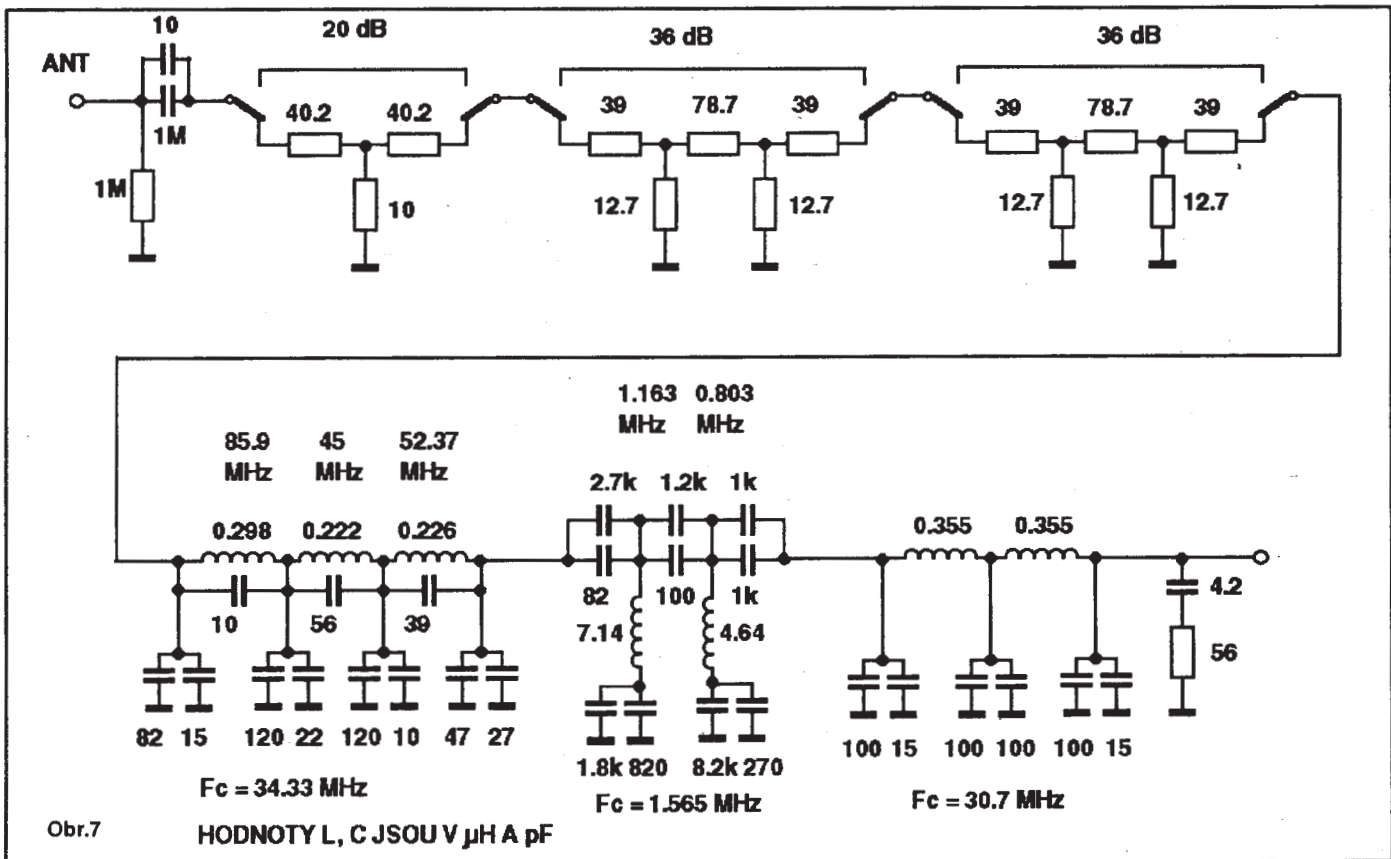 10
20 dB
36 dB
36 dB
ANT
1M
1M
40.2
40.2
10
39
78.7
39
12.7
12.7
39
78.7
39
12.7
12.7
85.9
MHz
45
MHz
52.37
MHz
1.163
MHz
0.803
MHz
0.298
0.222
0.226
10
56
39
82 15
120 22
120 10
47 27
Fc = 34.33 MHz
2.7k
1.2k
1k
82
100
1k
7.14
4.64
1.8k 820
8.2k 270
Fc = 1.565 MHz
0.355
0.355
100 15
100 100
100 15
Fc = 30.7 MHz
4.2
56
Obr.7
HODNOTY L, C JSOU V µH A pF